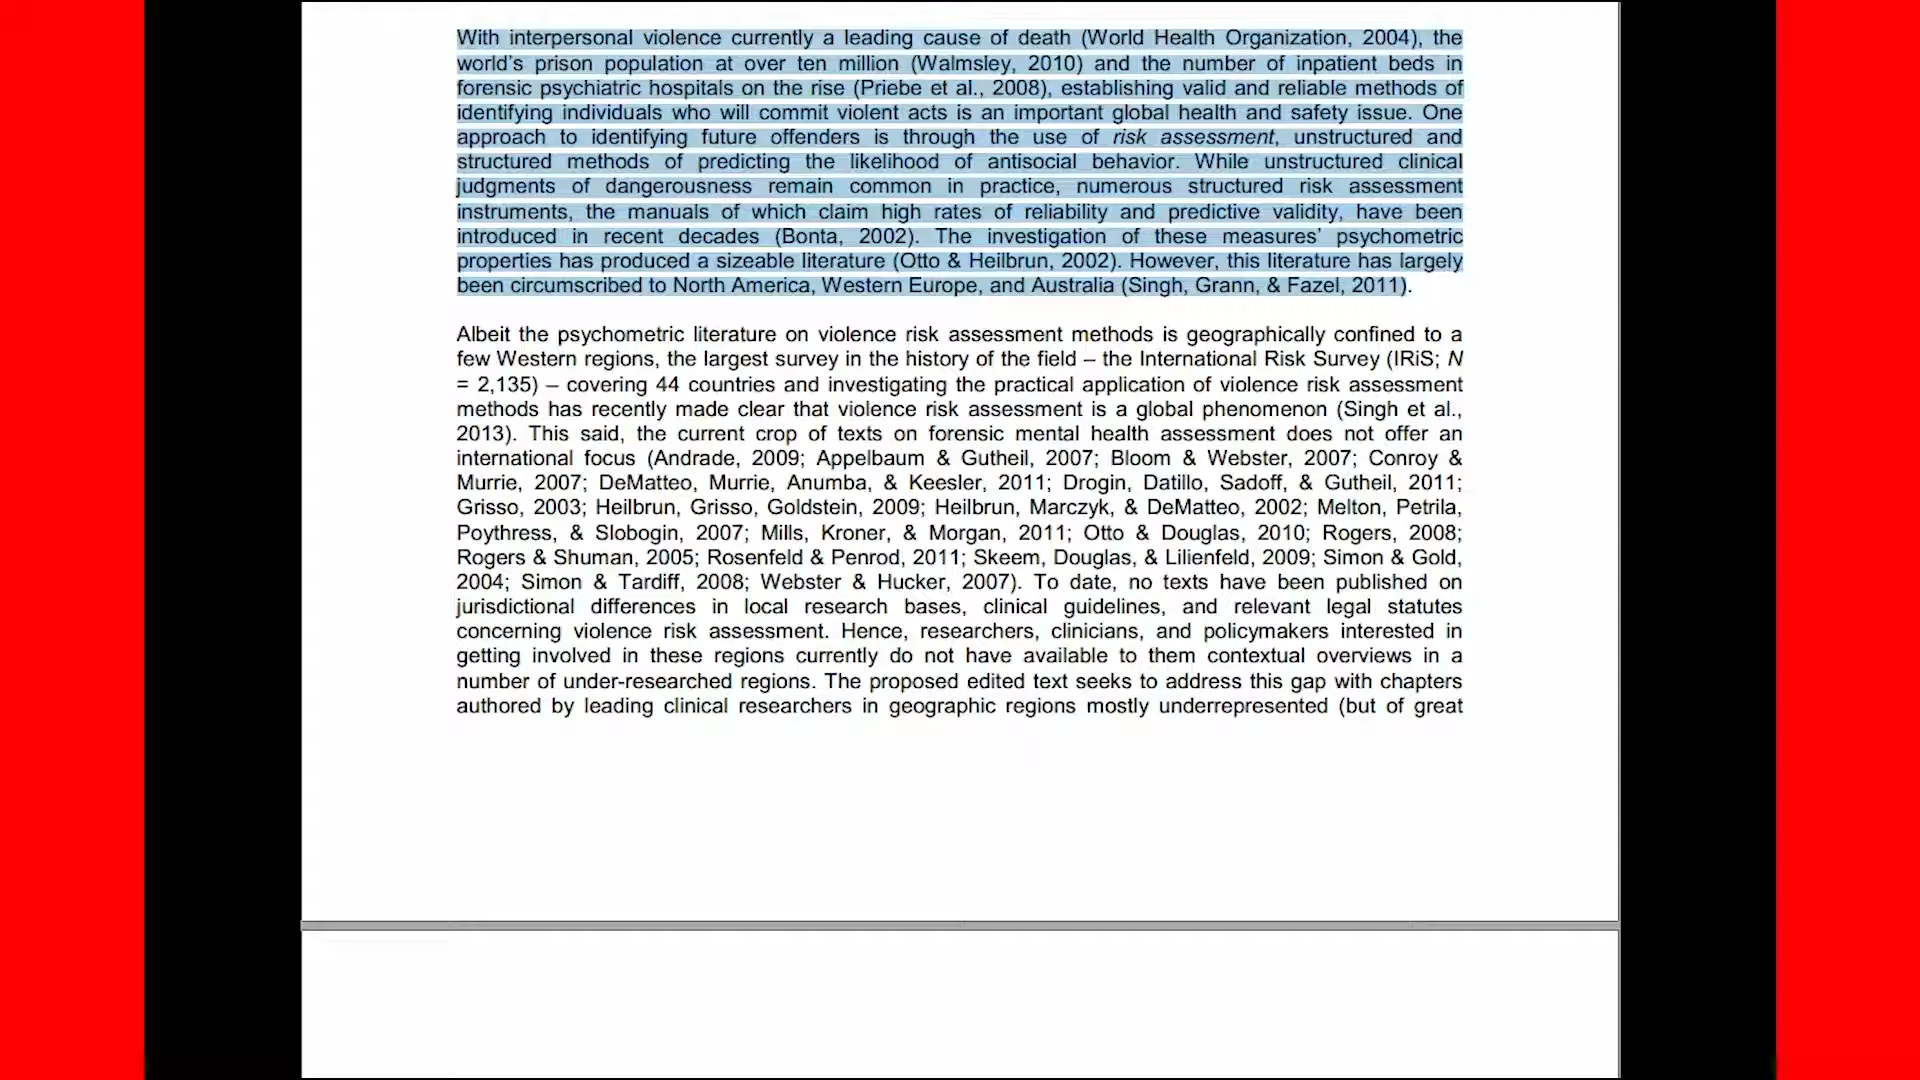 With interpersonal violence currently a leading cause of death (World Health Organization, 2004), the
world's prison population at over ten million (Walmsley, 2010) and the number of inpatient beds in
forensic psychiatric hospitals on the rise (Priebe et al., 2008), establishing valid and reliable methods of
identifying individuals who will commit violent acts is an important global health and safety issue. One
approach to identifying future offenders is through the use of risk assessment, unstructured and
structured methods of predicting the likelihood of antisocial behavior. While unstructured clinical
judgments of dangerousness remain common in practice, numerous structured risk assessment
instruments, the manuals of which claim high rates of reliability and predictive validity, have been
introduced in recent decades (Bonta, 2002). The investigation of these measures' psychometric
properties has produced a sizeable literature (Otto & Heilbrun, 2002). However, this literature has largely
been circumscribed to North America, Western Europe, and Australia (Singh, Grann, & Fazel, 2011).
Albeit the psychometric literature on violence risk assessment methods is geographically confined to a
few Western regions, the largest survey in the history of the field – the International Risk Survey (IRiS; N
= 2,135) – covering 44 countries and investigating the practical application of violence risk assessment
methods has recently made clear that violence risk assessment is a global phenomenon (Singh et al.,
2013). This said, the current crop of texts on forensic mental health assessment does not offer an
international focus (Andrade, 2009; Appelbaum & Gutheil, 2007; Bloom & Webster, 2007; Conroy &
Murrie, 2007; DeMatteo, Murrie, Anumba, & Keesler, 2011; Drogin, Datillo, Sadoff, & Gutheil, 2011;
Grisso, 2003; Heilbrun, Grisso, Goldstein, 2009; Heilbrun, Marczyk, & DeMatteo, 2002; Melton, Petrila,
Poythress, & Slobogin, 2007; Mills, Kroner, & Morgan, 2011; Otto & Douglas, 2010; Rogers, 2008;
Rogers & Shuman, 2005; Rosenfeld & Penrod, 2011; Skeem, Douglas, & Lilienfeld, 2009; Simon & Gold,
2004; Simon & Tardiff, 2008; Webster & Hucker, 2007). To date, no texts have been published on
jurisdictional differences in local research bases, clinical guidelines, and relevant legal statutes
concerning violence risk assessment. Hence, researchers, clinicians, and policymakers interested in
getting involved in these regions currently do not have available to them contextual overviews in a
number of under-researched regions. The proposed edited text seeks to address this gap with chapters
authored by leading clinical researchers in geographic regions mostly underrepresented (but of great